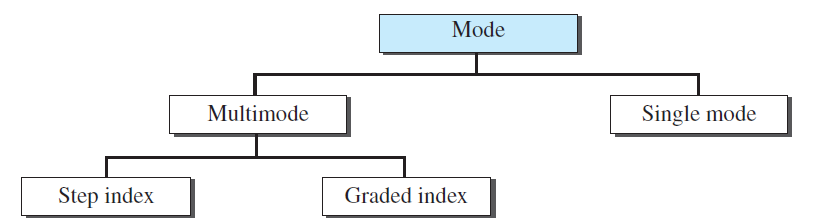 Mode
Multimode
Single mode
Step index
Graded index